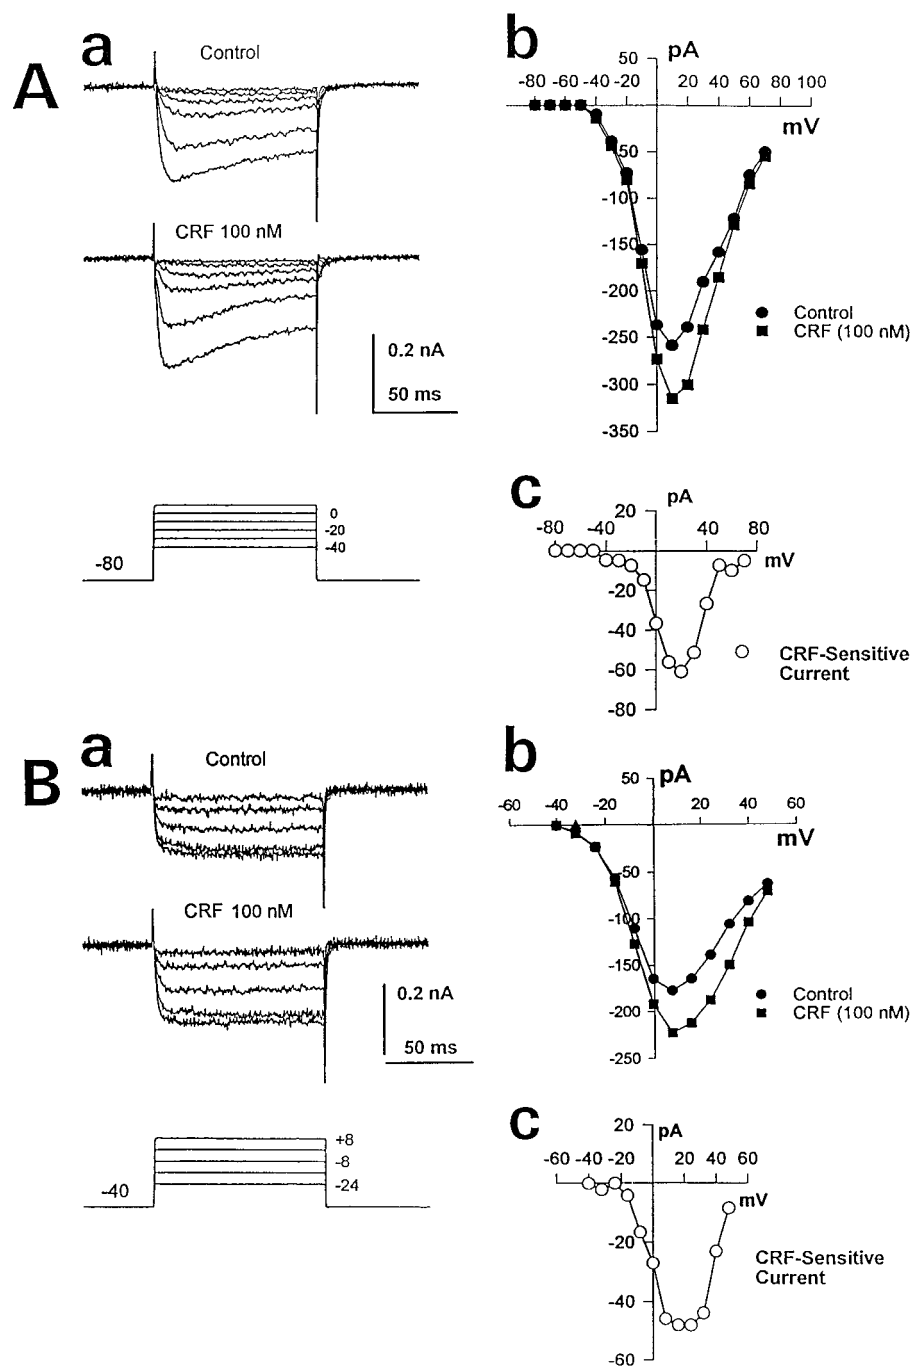 A
a
Control
CRF 100 nM
0.2 nA
50 ms
0
-20
-40
-80
b
50
pA
-80 -60 -40 -20 20 40 60 80 100
mV
-50
-100
-150
-200
-250
-300
-350
Control
CRF (100 nM)
c
pA
20
-80 -40 40 80
mV
-20
-40
-60
-80
CRF-Sensitive
Current
B
a
Control
CRF 100 nM
0.2 nA
50 ms
+8
-8
-24
-40
b
50
pA
-60 -40 -20 20 40 60
mV
-50
-100
-150
-200
-250
Control
CRF (100 nM)
c
20
pA
-60 -40 -20 20 40 60
mV
-20
-40
-60
CRF-Sensitive
Current